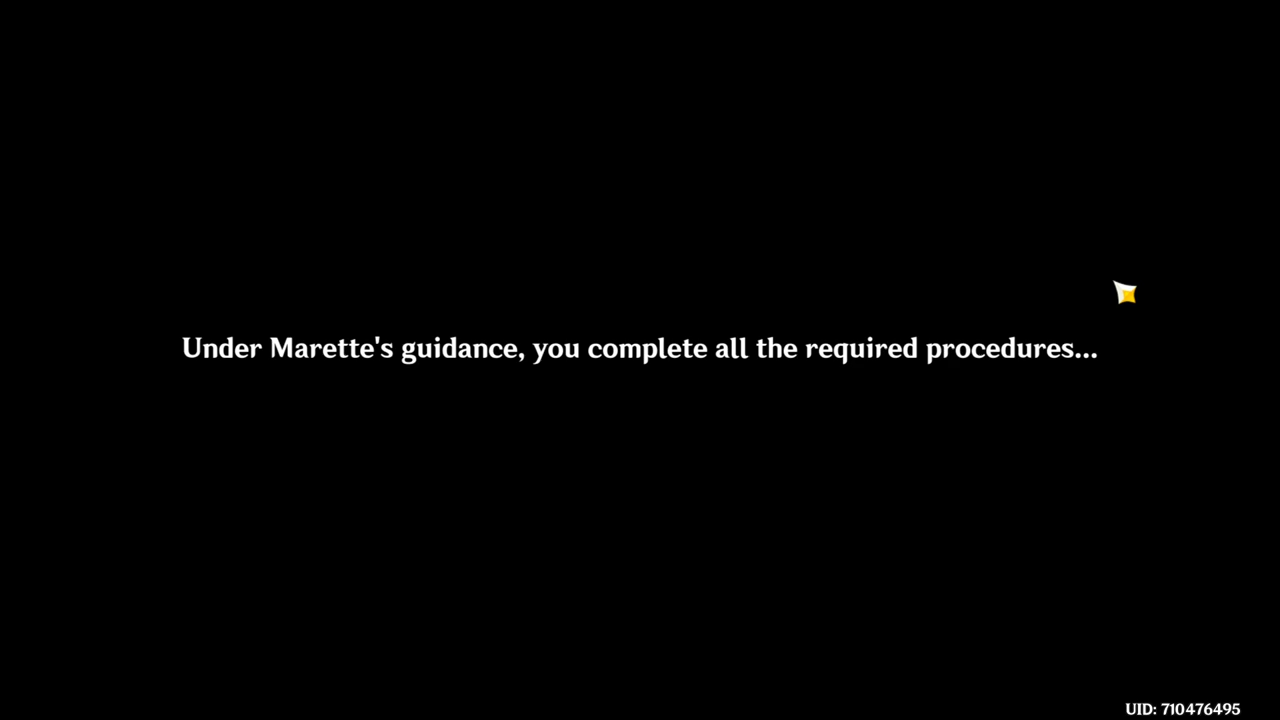 Under Marette's guidance, you complete all the required procedures...
UID: 710476495